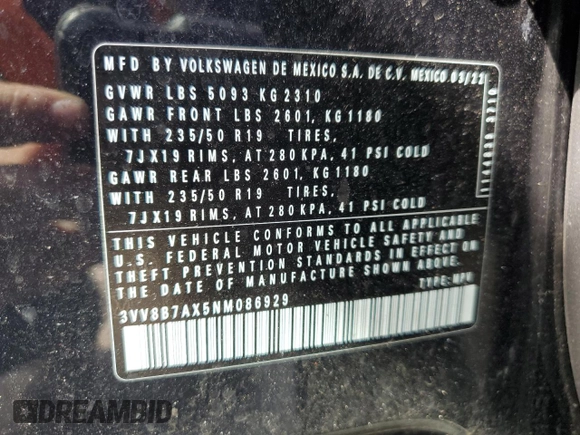 MFD BY VOLKSWAGEN DE MEXICO S.A. DE C.V. MEXICO 03/22
GVWR LBS 5093 KG 2310
GAWR FRONT LBS 2601, KG 1180
WITH 235/50 R19 TIRES,
7JX19 RIMS, AT 280 KPA, 41 PSI COLD
GAWR REAR LBS 2601, KG 1180
WITH 235/50 R19 TIRES,
7JX19 RIMS, AT 280 KPA, 41 PSI COLD
THIS VEHICLE CONFORMS TO ALL APPLICABLE
U.S. FEDERAL MOTOR VEHICLE SAFETY AND
THEFT PREVENTION STANDARDS IN EFFECT ON
THE DATE OF MANUFACTURE SHOWN ABOVE.
TYPE: MPV
3VV8B7AX5NM086929
DREAMBID